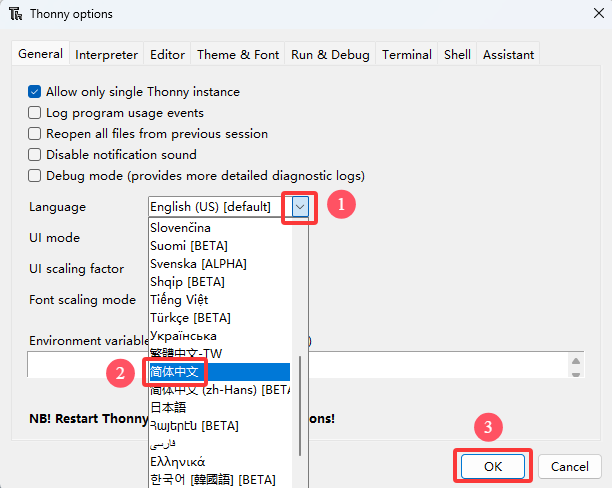 Thonny options
General Interpreter Editor Theme & Font Run & Debug Terminal Shell Assistant
Allow only single Thonny instance
Log program usage events
Reopen all files from previous session
Disable notification sound
Debug mode (provides more detailed diagnostic logs)
Language English (US) [default] 1
UI mode
UI scaling factor
Font scaling mode
Slovenčina
Suomi [BETA]
Svenska [ALPHA]
Shqip [BETA]
Tiếng Việt
Türkçe [BETA]
Українська
繁體中文-TW
2 简体中文
简体中文 (zh-Hans) [BETA
日本語
Հայերեն [BETA]
فارسی
Ελληνικά
한국어 [韓國語] [BETA]
Environment variable )
NB! Restart Thonny ons!
3
OK Cancel